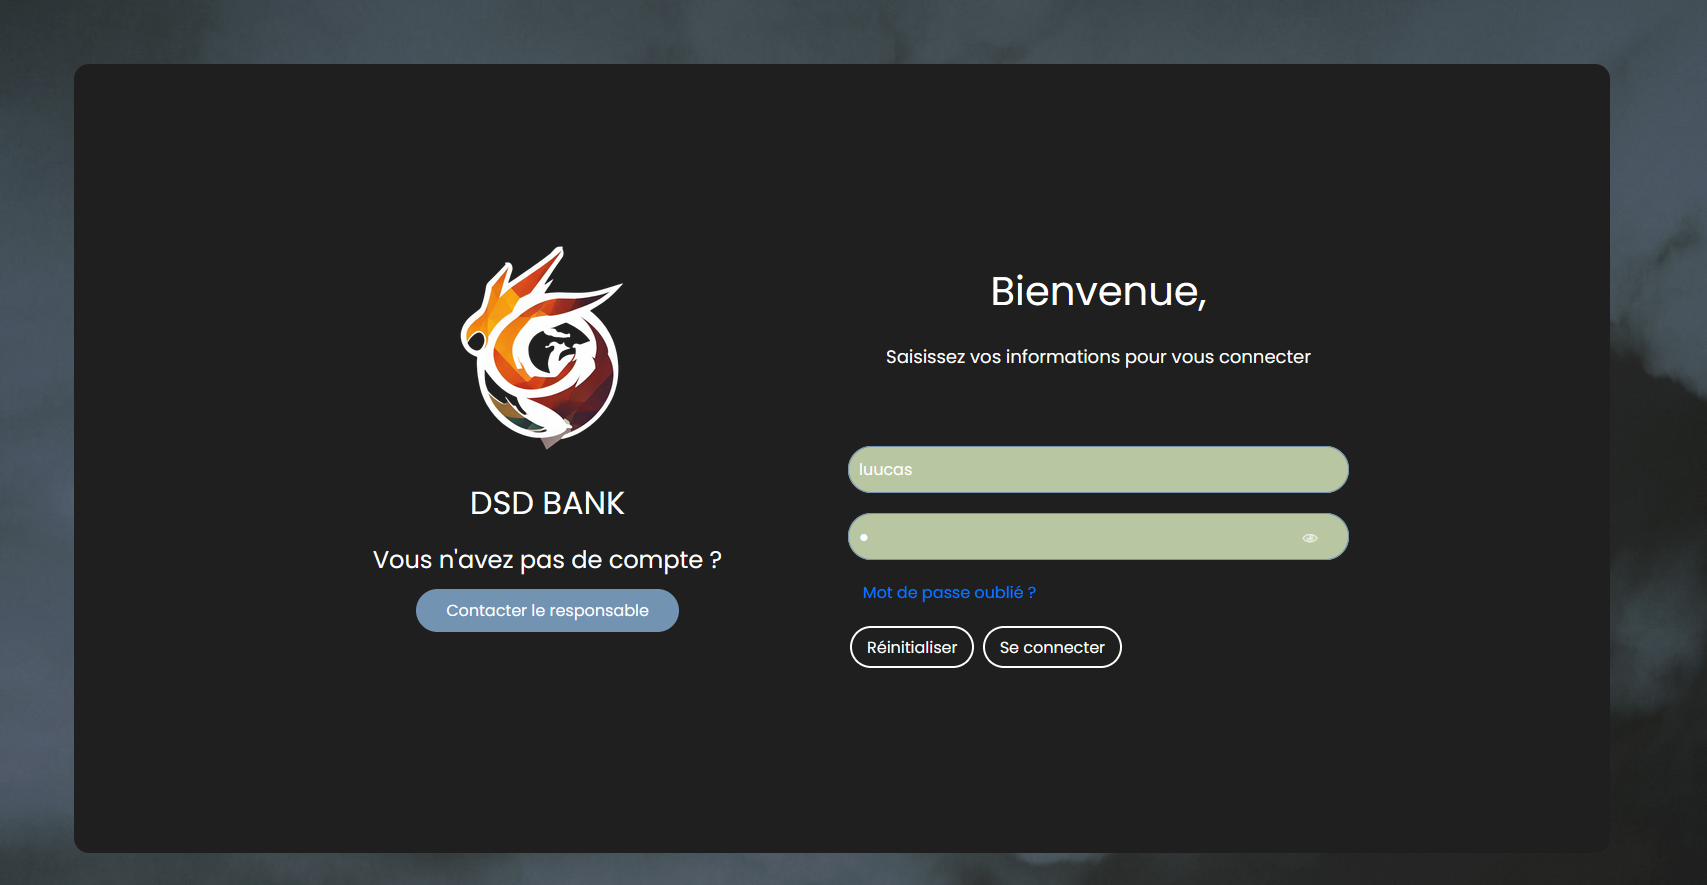 DSD BANK
Vous n'avez pas de compte ?
Contacter le responsable
Bienvenue,
Saisissez vos informations pour vous connecter
luucas
•
Mot de passe oublié ?
Réinitialiser
Se connecter